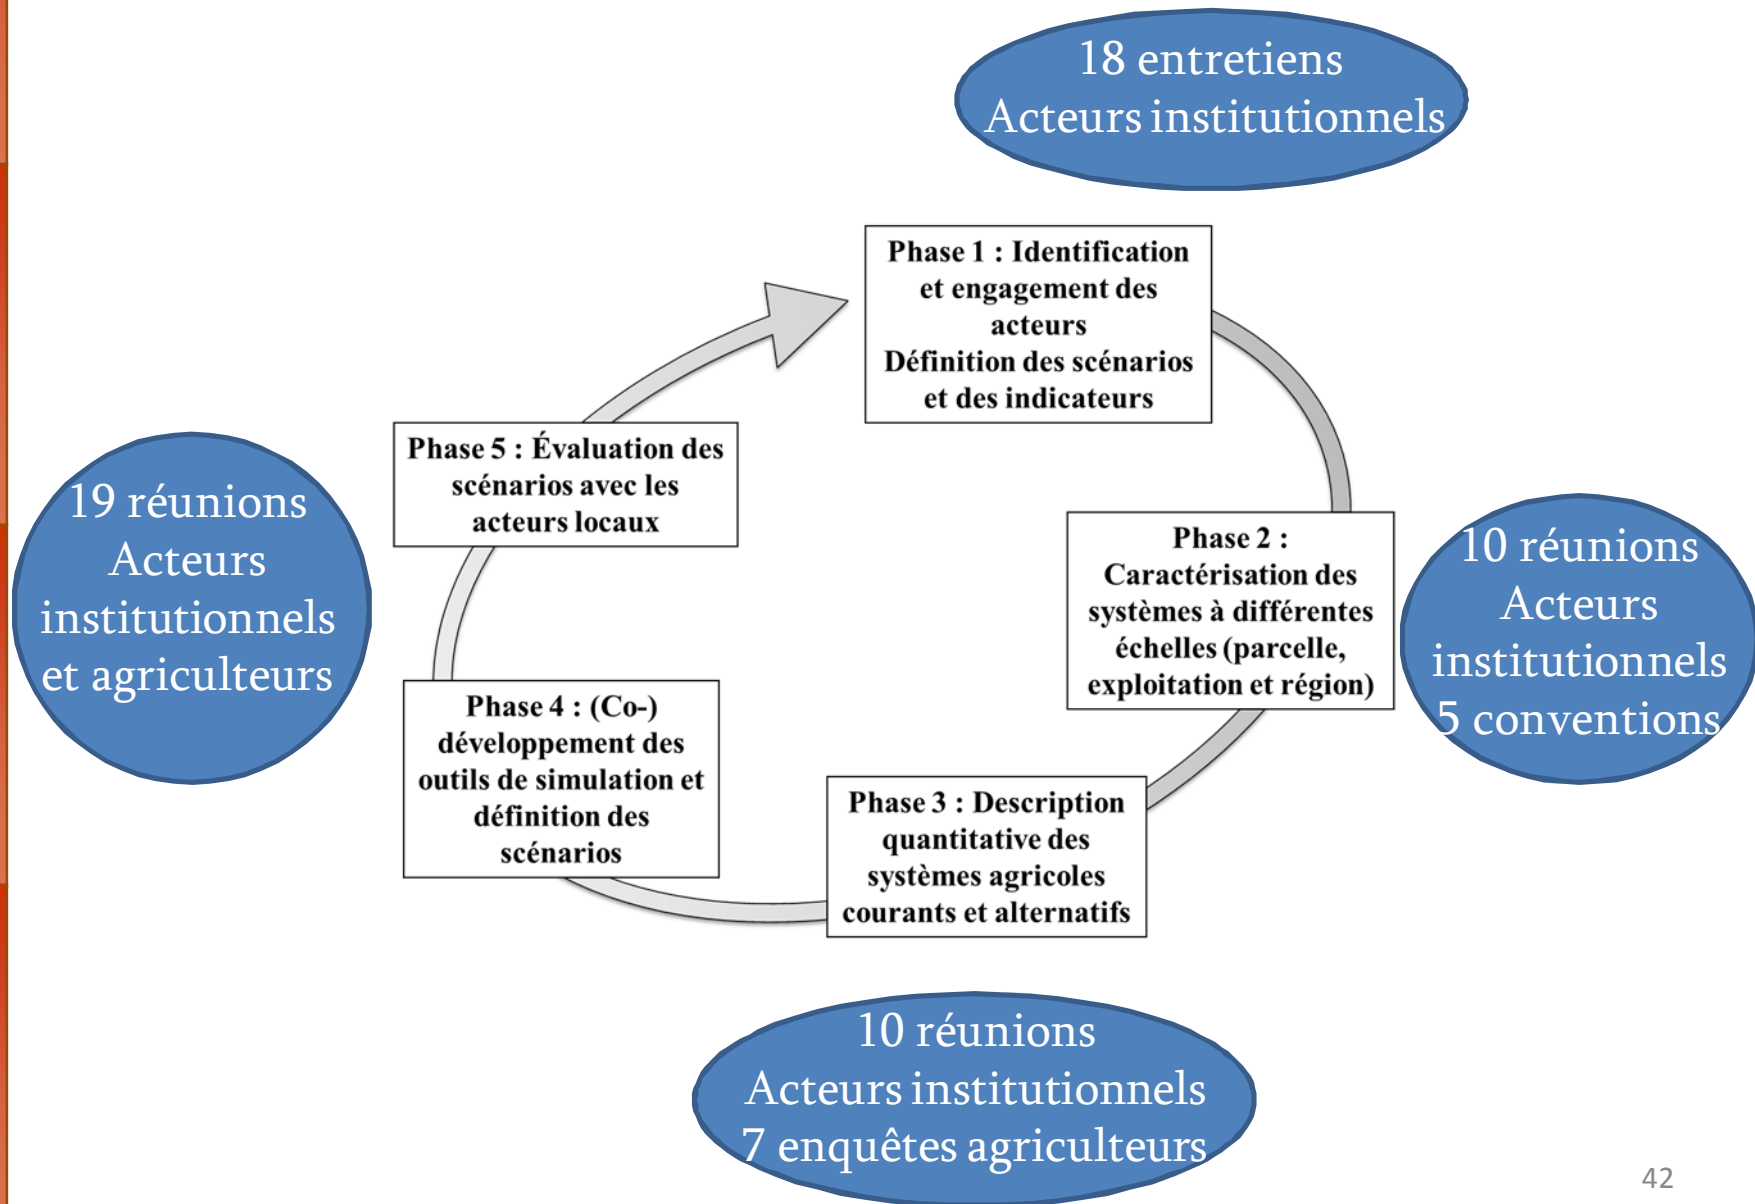 18 entretiens
Acteurs institutionnels
Phase 1 : Identification
et engagement des
acteurs
Définition des scénarios
et des indicateurs
Phase 5 : Évaluation des
scénarios avec les
acteurs locaux
19 réunions
Acteurs
institutionnels
et agriculteurs
Phase 2 :
Caractérisation des
systèmes à différentes
échelles (parcelle,
exploitation et région)
10 réunions
Acteurs
institutionnels
5 conventions
Phase 4 : (Co-)
développement des
outils de simulation et
définition des
scénarios
Phase 3 : Description
quantitative des
systèmes agricoles
courants et alternatifs
10 réunions
Acteurs institutionnels
7 enquêtes agriculteurs
42